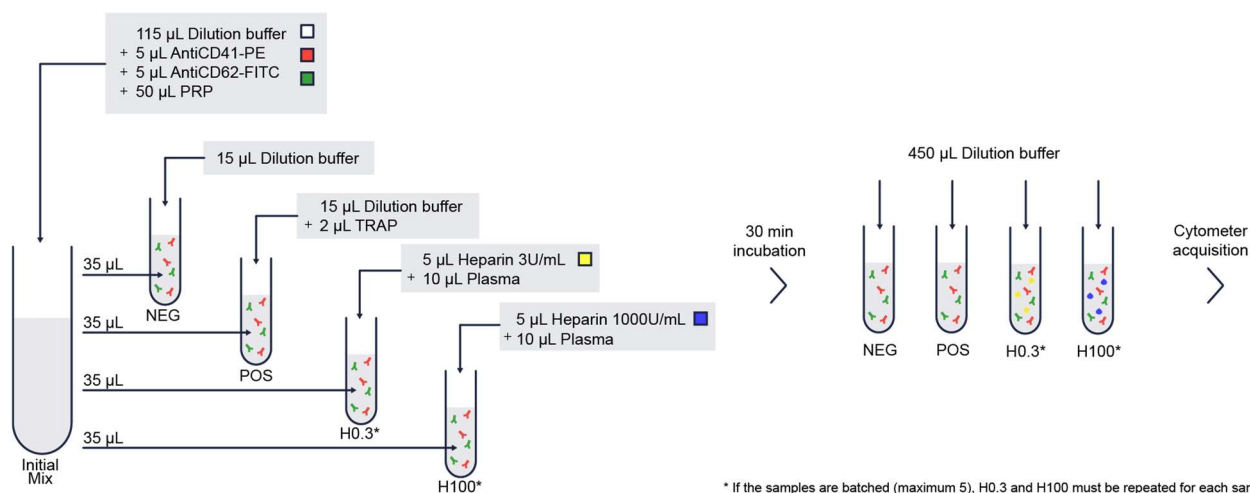 115 µL Dilution buffer
+ 5 µL AntiCD41-PE
+ 5 µL AntiCD62-FITC
+ 50 µL PRP
15 µL Dilution buffer
15 µL Dilution buffer
+ 2 µL TRAP
5 µL Heparin 3U/mL
+ 10 µL Plasma
5 µL Heparin 1000U/mL
+ 10 µL Plasma
35 µL
NEG
35 µL
POS
35 µL
H0.3*
35 µL
H100*
Initial
Mix
30 min
incubation
450 µL Dilution buffer
NEG
POS
H0.3*
H100*
Cytometer
acquisition
* If the samples are batched (maximum 5), H0.3 and H100 must be repeated for each